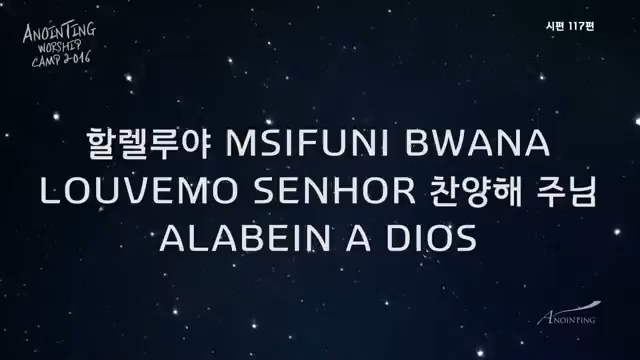 ANOINTING
WORSHIP
CAMP 2016
시편 117편
할렐루야 MSIFUNI BWANA
LOUVEMO SENHOR 찬양해 주님
ALABEIN A DIOS
ANOINTING